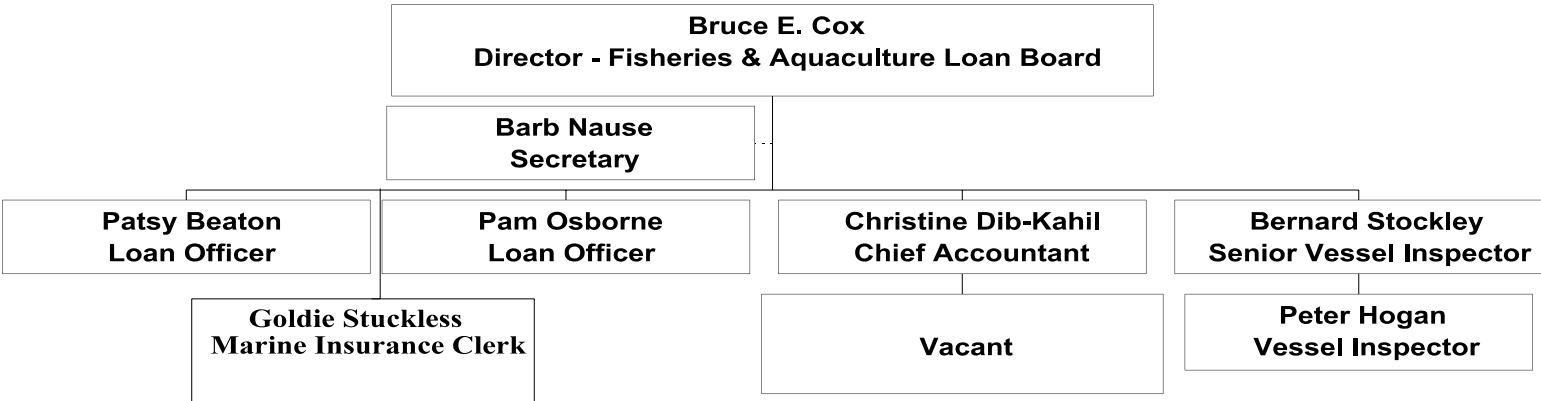 Bruce E. Cox
Director - Fisheries & Aquaculture Loan Board
Barb Nause
Secretary
Patsy Beaton
Loan Officer
Pam Osborne
Loan Officer
Christine Dib-Kahil
Chief Accountant
Bernard Stockley
Senior Vessel Inspector
Goldie Stuckless
Marine Insurance Clerk
Vacant
Peter Hogan
Vessel Inspector